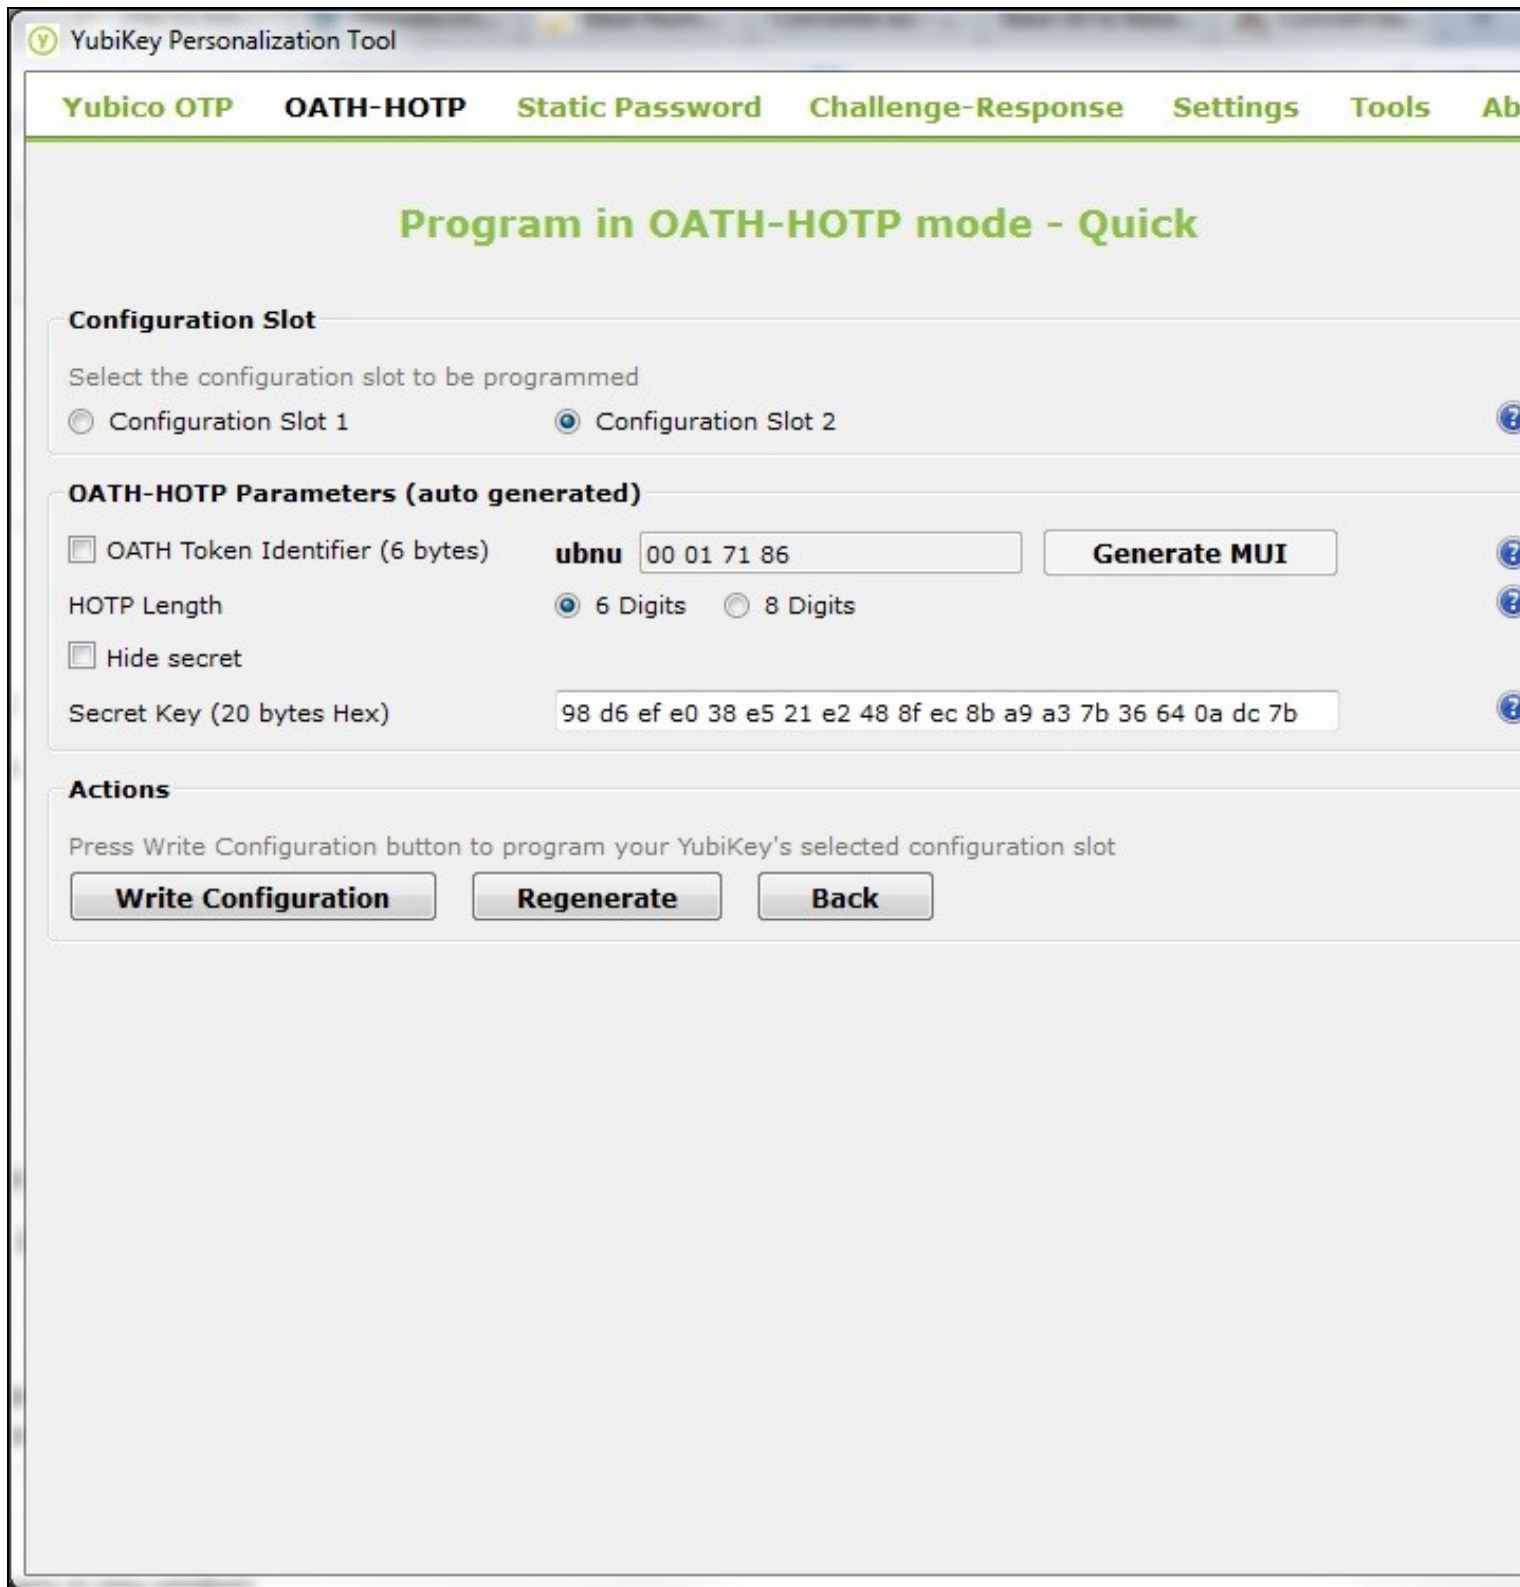 YubiKey Personalization Tool
Yubico OTP OATH-HOTP Static Password Challenge-Response Settings Tools Ab
Program in OATH-HOTP mode - Quick
Configuration Slot
Select the configuration slot to be programmed
Configuration Slot 1 Configuration Slot 2 ?
OATH-HOTP Parameters (auto generated)
OATH Token Identifier (6 bytes) ubnu 00 01 71 86 Generate MUI ?
HOTP Length 6 Digits 8 Digits ?
Hide secret
Secret Key (20 bytes Hex) 98 d6 ef e0 38 e5 21 e2 48 8f ec 8b a9 a3 7b 36 64 0a dc 7b ?
Actions
Press Write Configuration button to program your YubiKey's selected configuration slot
Write Configuration Regenerate Back